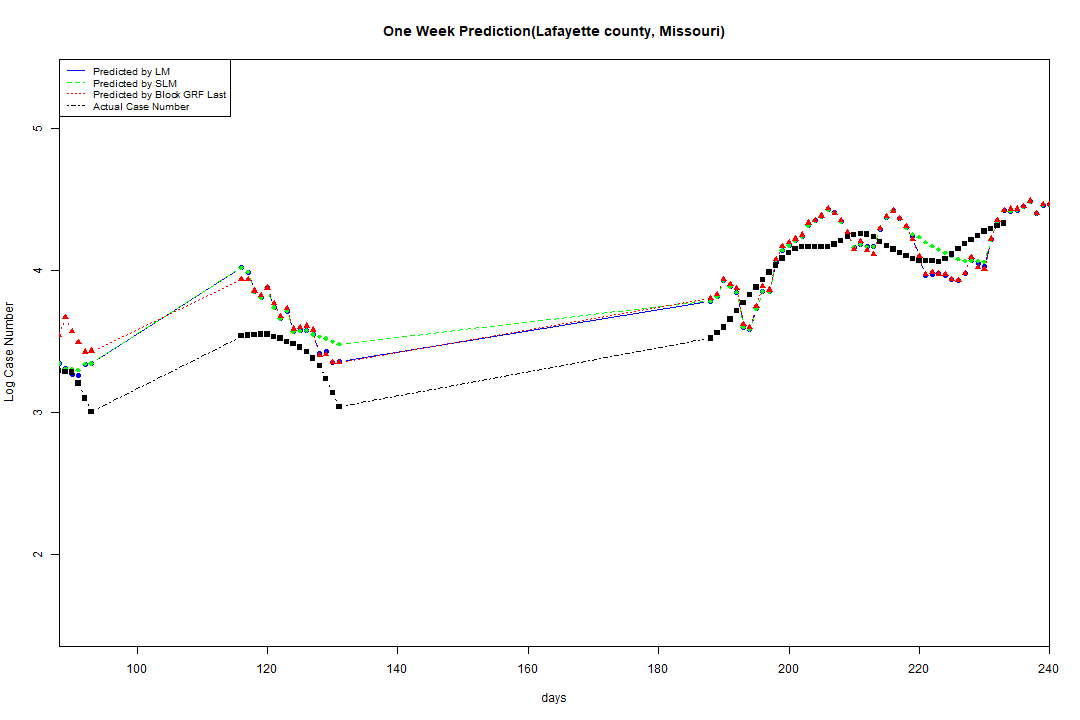 One Week Prediction(Lafayette county, Missouri)
Predicted by LM
Predicted by SLM
Predicted by Block GRF Last
Actual Case Number
5
4
3
2
Log Case Number
100 120 140 160 180 200 220 240
days